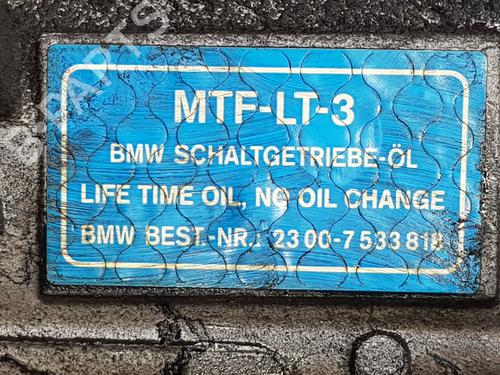 B-PARTS
MTF-LT-3
BMW SCHALTGETRIEBE-ÖL
LIFE TIME OIL, NO OIL CHANGE
BMW BEST.-NR.: 23 00-7 533 818